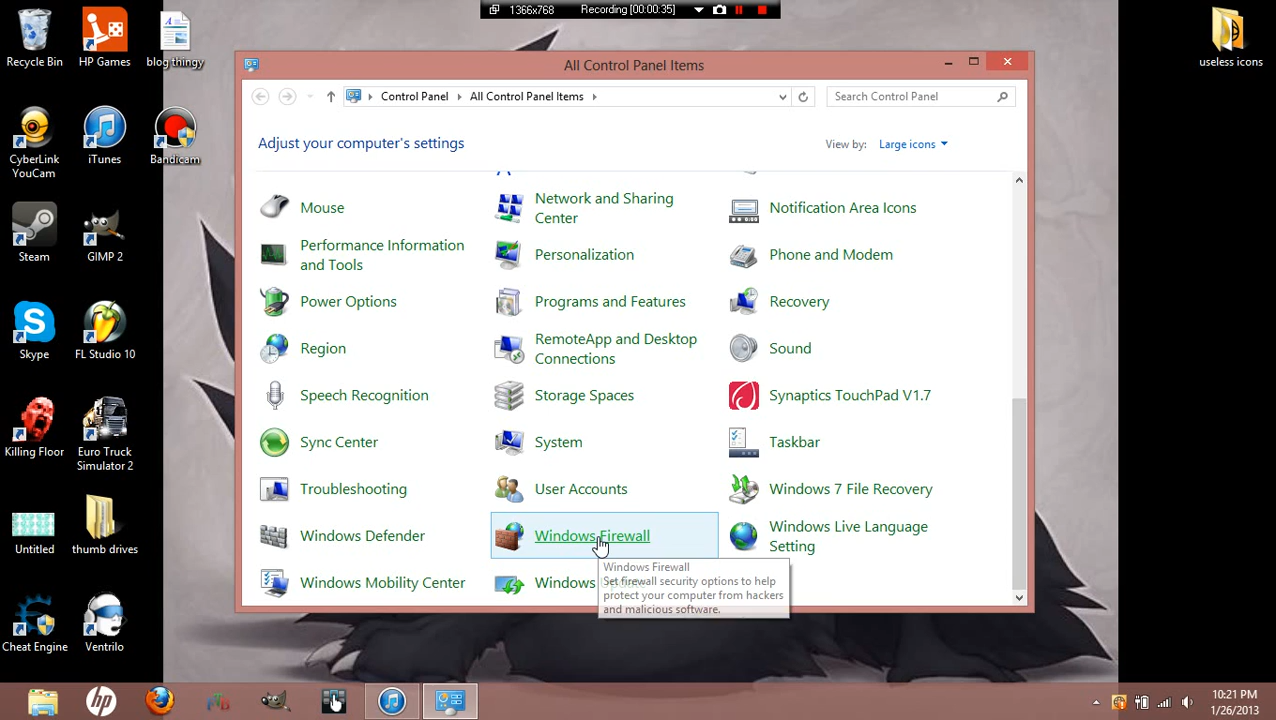 1366x768
Recording [00:00:35]
Recycle Bin
HP Games
blog thingy
useless icons
CyberLink
YouCam
iTunes
Bandicam
Steam
GIMP 2
Skype
FL Studio 10
Killing Floor
Euro Truck
Simulator 2
Untitled
thumb drives
Cheat Engine
Ventrilo
All Control Panel Items
Control Panel
All Control Panel Items
Search Control Panel
Adjust your computer's settings
View by:
Large icons
Mouse
Network and Sharing
Center
Notification Area Icons
Performance Information
and Tools
Personalization
Phone and Modem
Power Options
Programs and Features
Recovery
Region
RemoteApp and Desktop
Connections
Sound
Speech Recognition
Storage Spaces
Synaptics TouchPad V1.7
Sync Center
System
Taskbar
Troubleshooting
User Accounts
Windows 7 File Recovery
Windows Defender
Windows Firewall
Windows Live Language
Setting
Windows Mobility Center
Windows
Windows Firewall
Set firewall security options to help
protect your computer from hackers
and malicious software.
hp
10:21 PM
1/26/2013